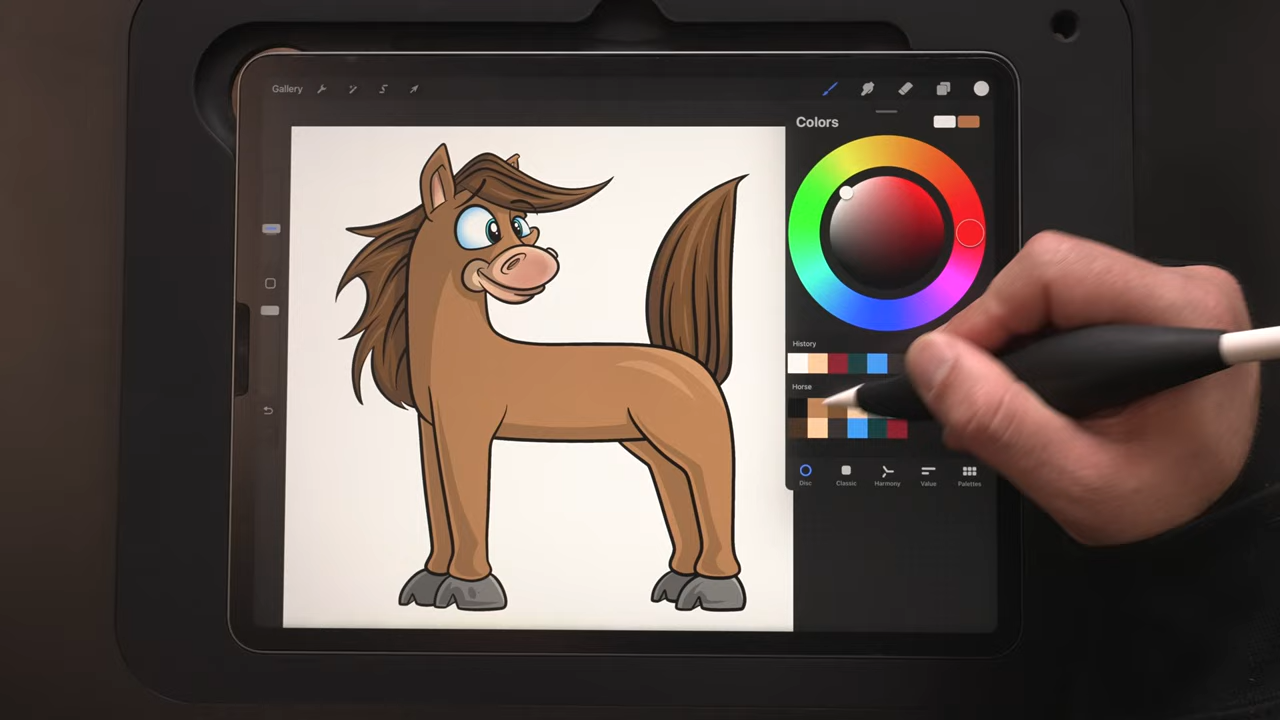 Gallery
Colors
History
Horse
Disc Classic Harmony Value Palettes